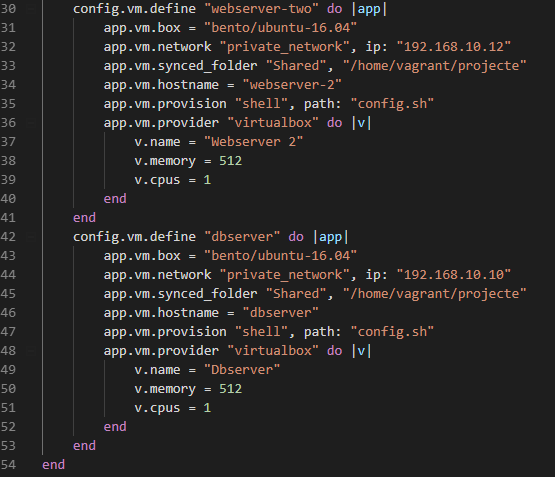 30 config.vm.define "webserver-two" do |app|
31 app.vm.box = "bento/ubuntu-16.04"
32 app.vm.network "private_network", ip: "192.168.10.12"
33 app.vm.synced_folder "Shared", "/home/vagrant/projecte"
34 app.vm.hostname = "webserver-2"
35 app.vm.provision "shell", path: "config.sh"
36 app.vm.provider "virtualbox" do |v|
37 v.name = "Webserver 2"
38 v.memory = 512
39 v.cpus = 1
40 end
41 end
42 config.vm.define "dbserver" do |app|
43 app.vm.box = "bento/ubuntu-16.04"
44 app.vm.network "private_network", ip: "192.168.10.10"
45 app.vm.synced_folder "Shared", "/home/vagrant/projecte"
46 app.vm.hostname = "dbserver"
47 app.vm.provision "shell", path: "config.sh"
48 app.vm.provider "virtualbox" do |v|
49 v.name = "Dbserver"
50 v.memory = 512
51 v.cpus = 1
52 end
53 end
54 end